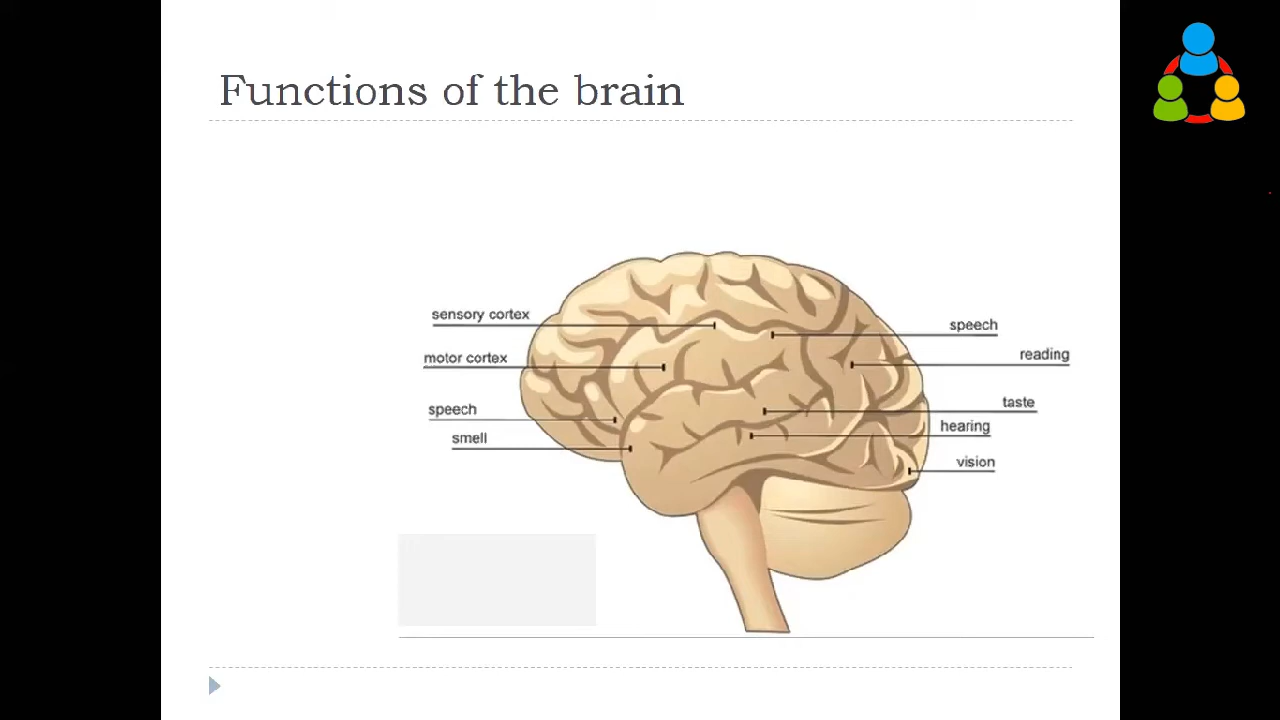 Functions of the brain
sensory cortex
motor cortex
speech
smell
speech
reading
taste
hearing
vision